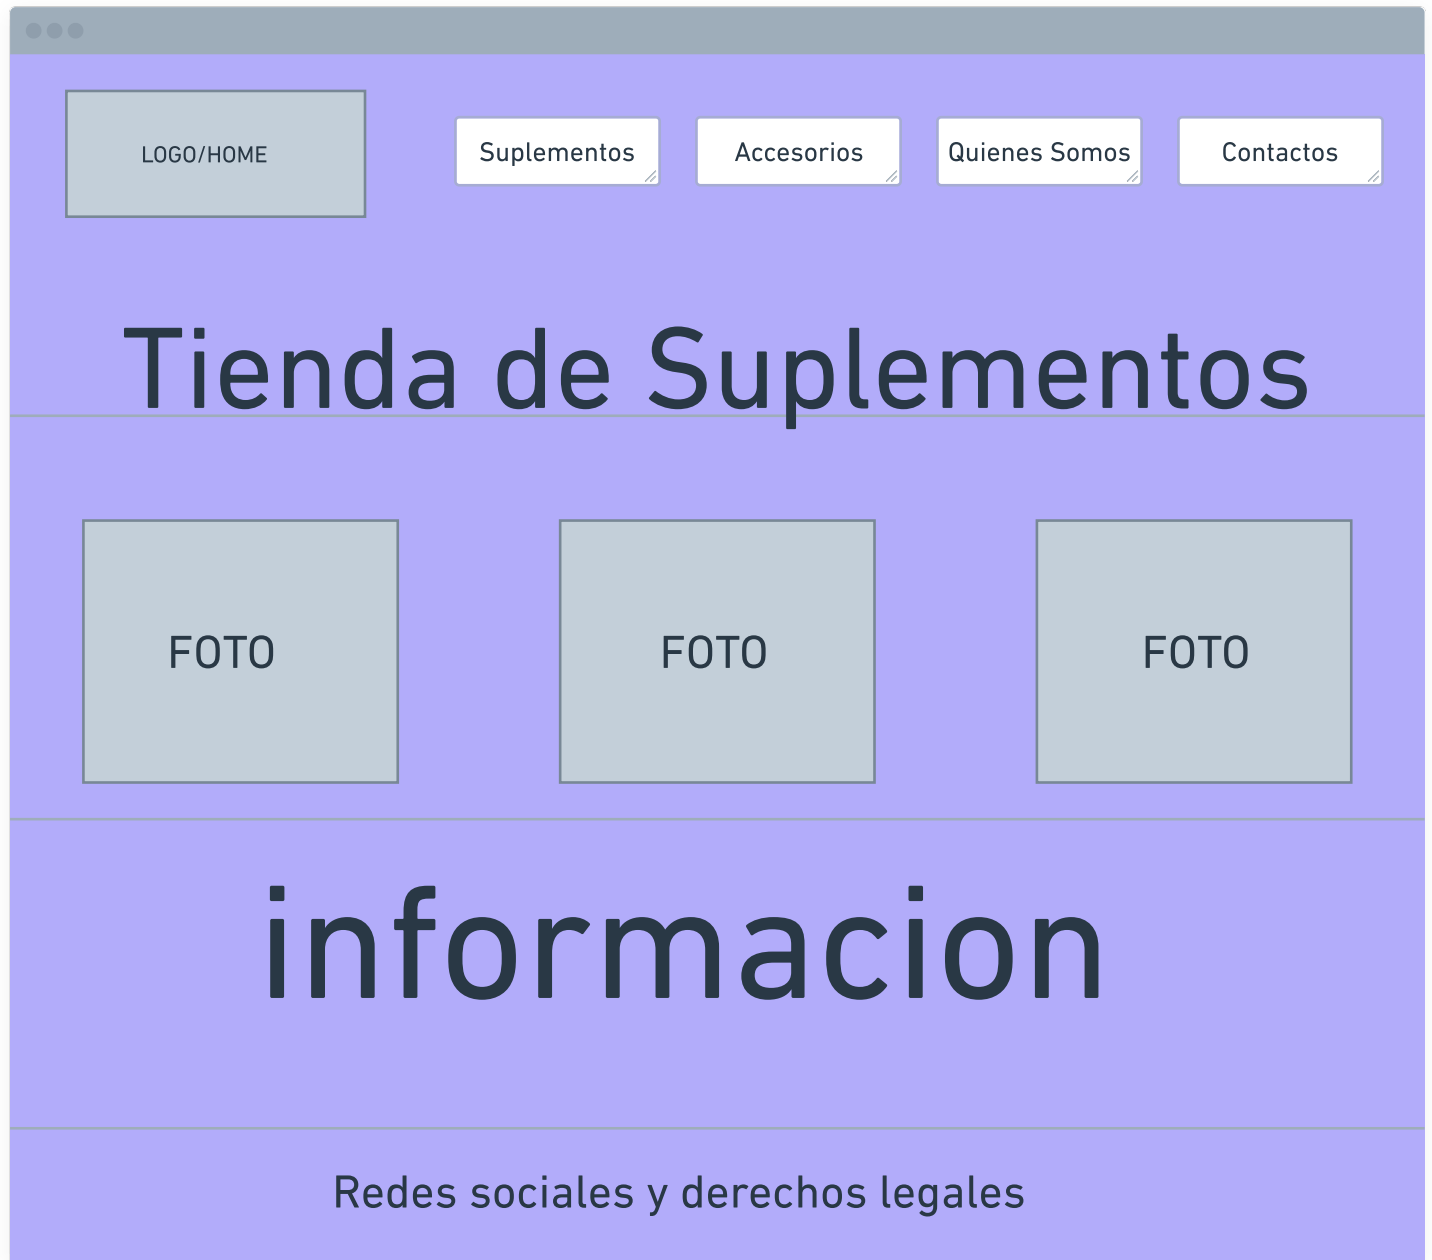 LOGO/HOME
Suplementos
Accesorios
Quienes Somos
Contactos
Tienda de Suplementos
FOTO
FOTO
FOTO
informacion
Redes sociales y derechos legales